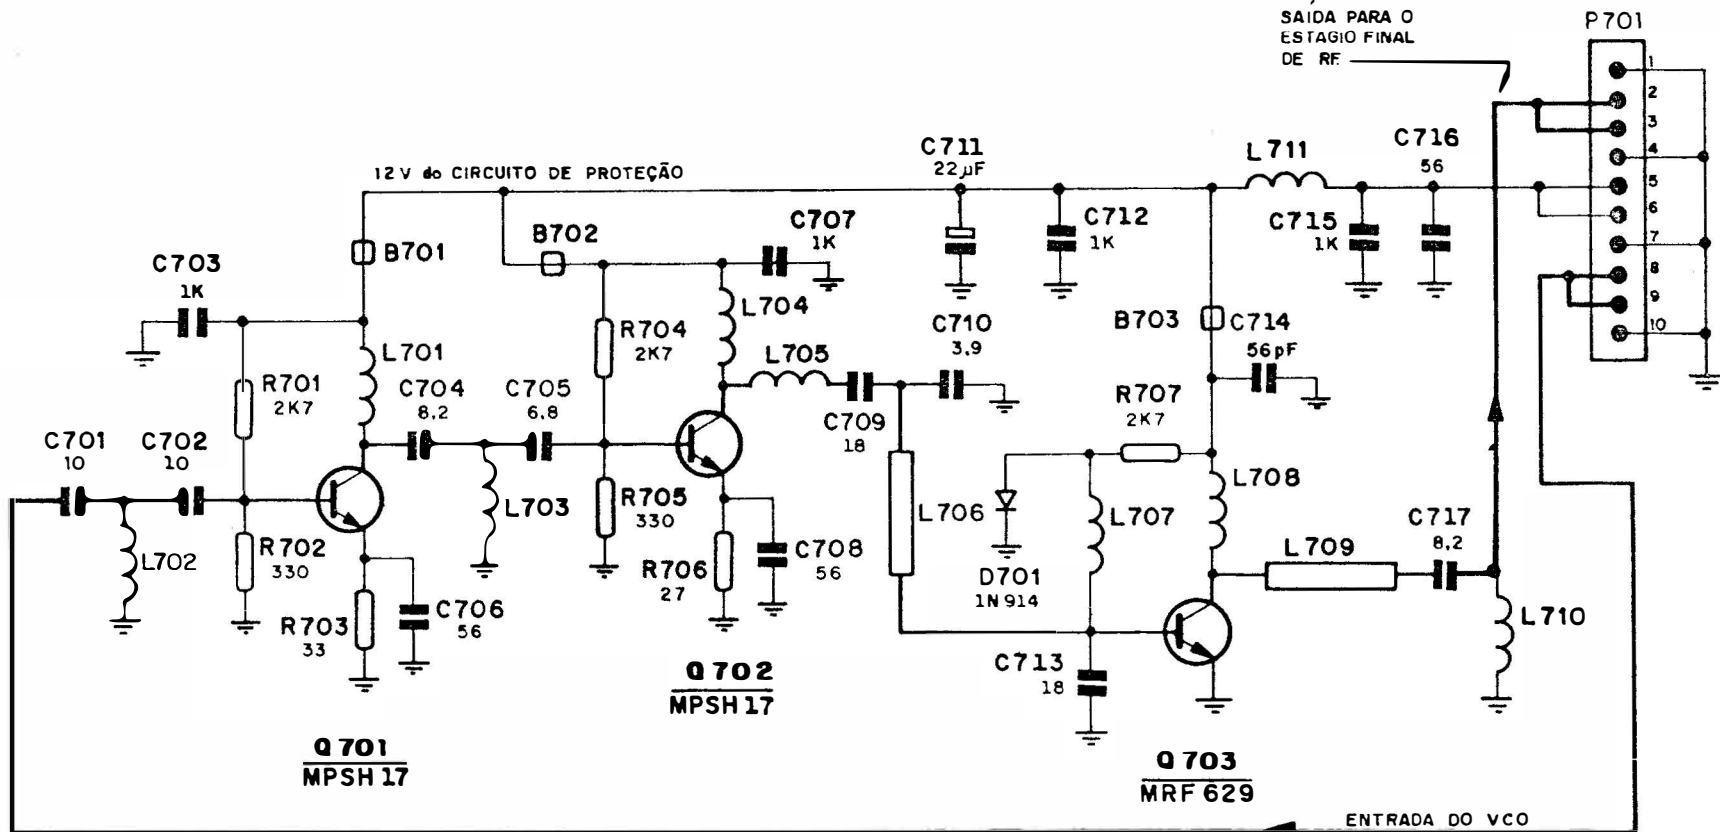 SAIDA PARA O
ESTAGIO FINAL
DE RF.
P701
1
2
3
4
5
6
7
8
9
10
12V do CIRCUITO DE PROTEÇÃO
C711
22µF
L711
C716
56
C703
1K
B701
B702
C707
1K
C712
1K
C715
1K
L701
R704
2K7
L704
C710
3,9
B703
C714
56pF
R701
2K7
C704
8,2
C705
6,8
L705
C709
18
R707
2K7
C701
10
C702
10
L702
R702
330
L703
R705
330
L706
L707
L708
C717
8,2
L709
R703
33
C706
56
R706
27
C708
56
D701
1N914
L710
C713
18
Q702
MPSH17
Q701
MPSH17
Q703
MRF629
ENTRADA DO VCO